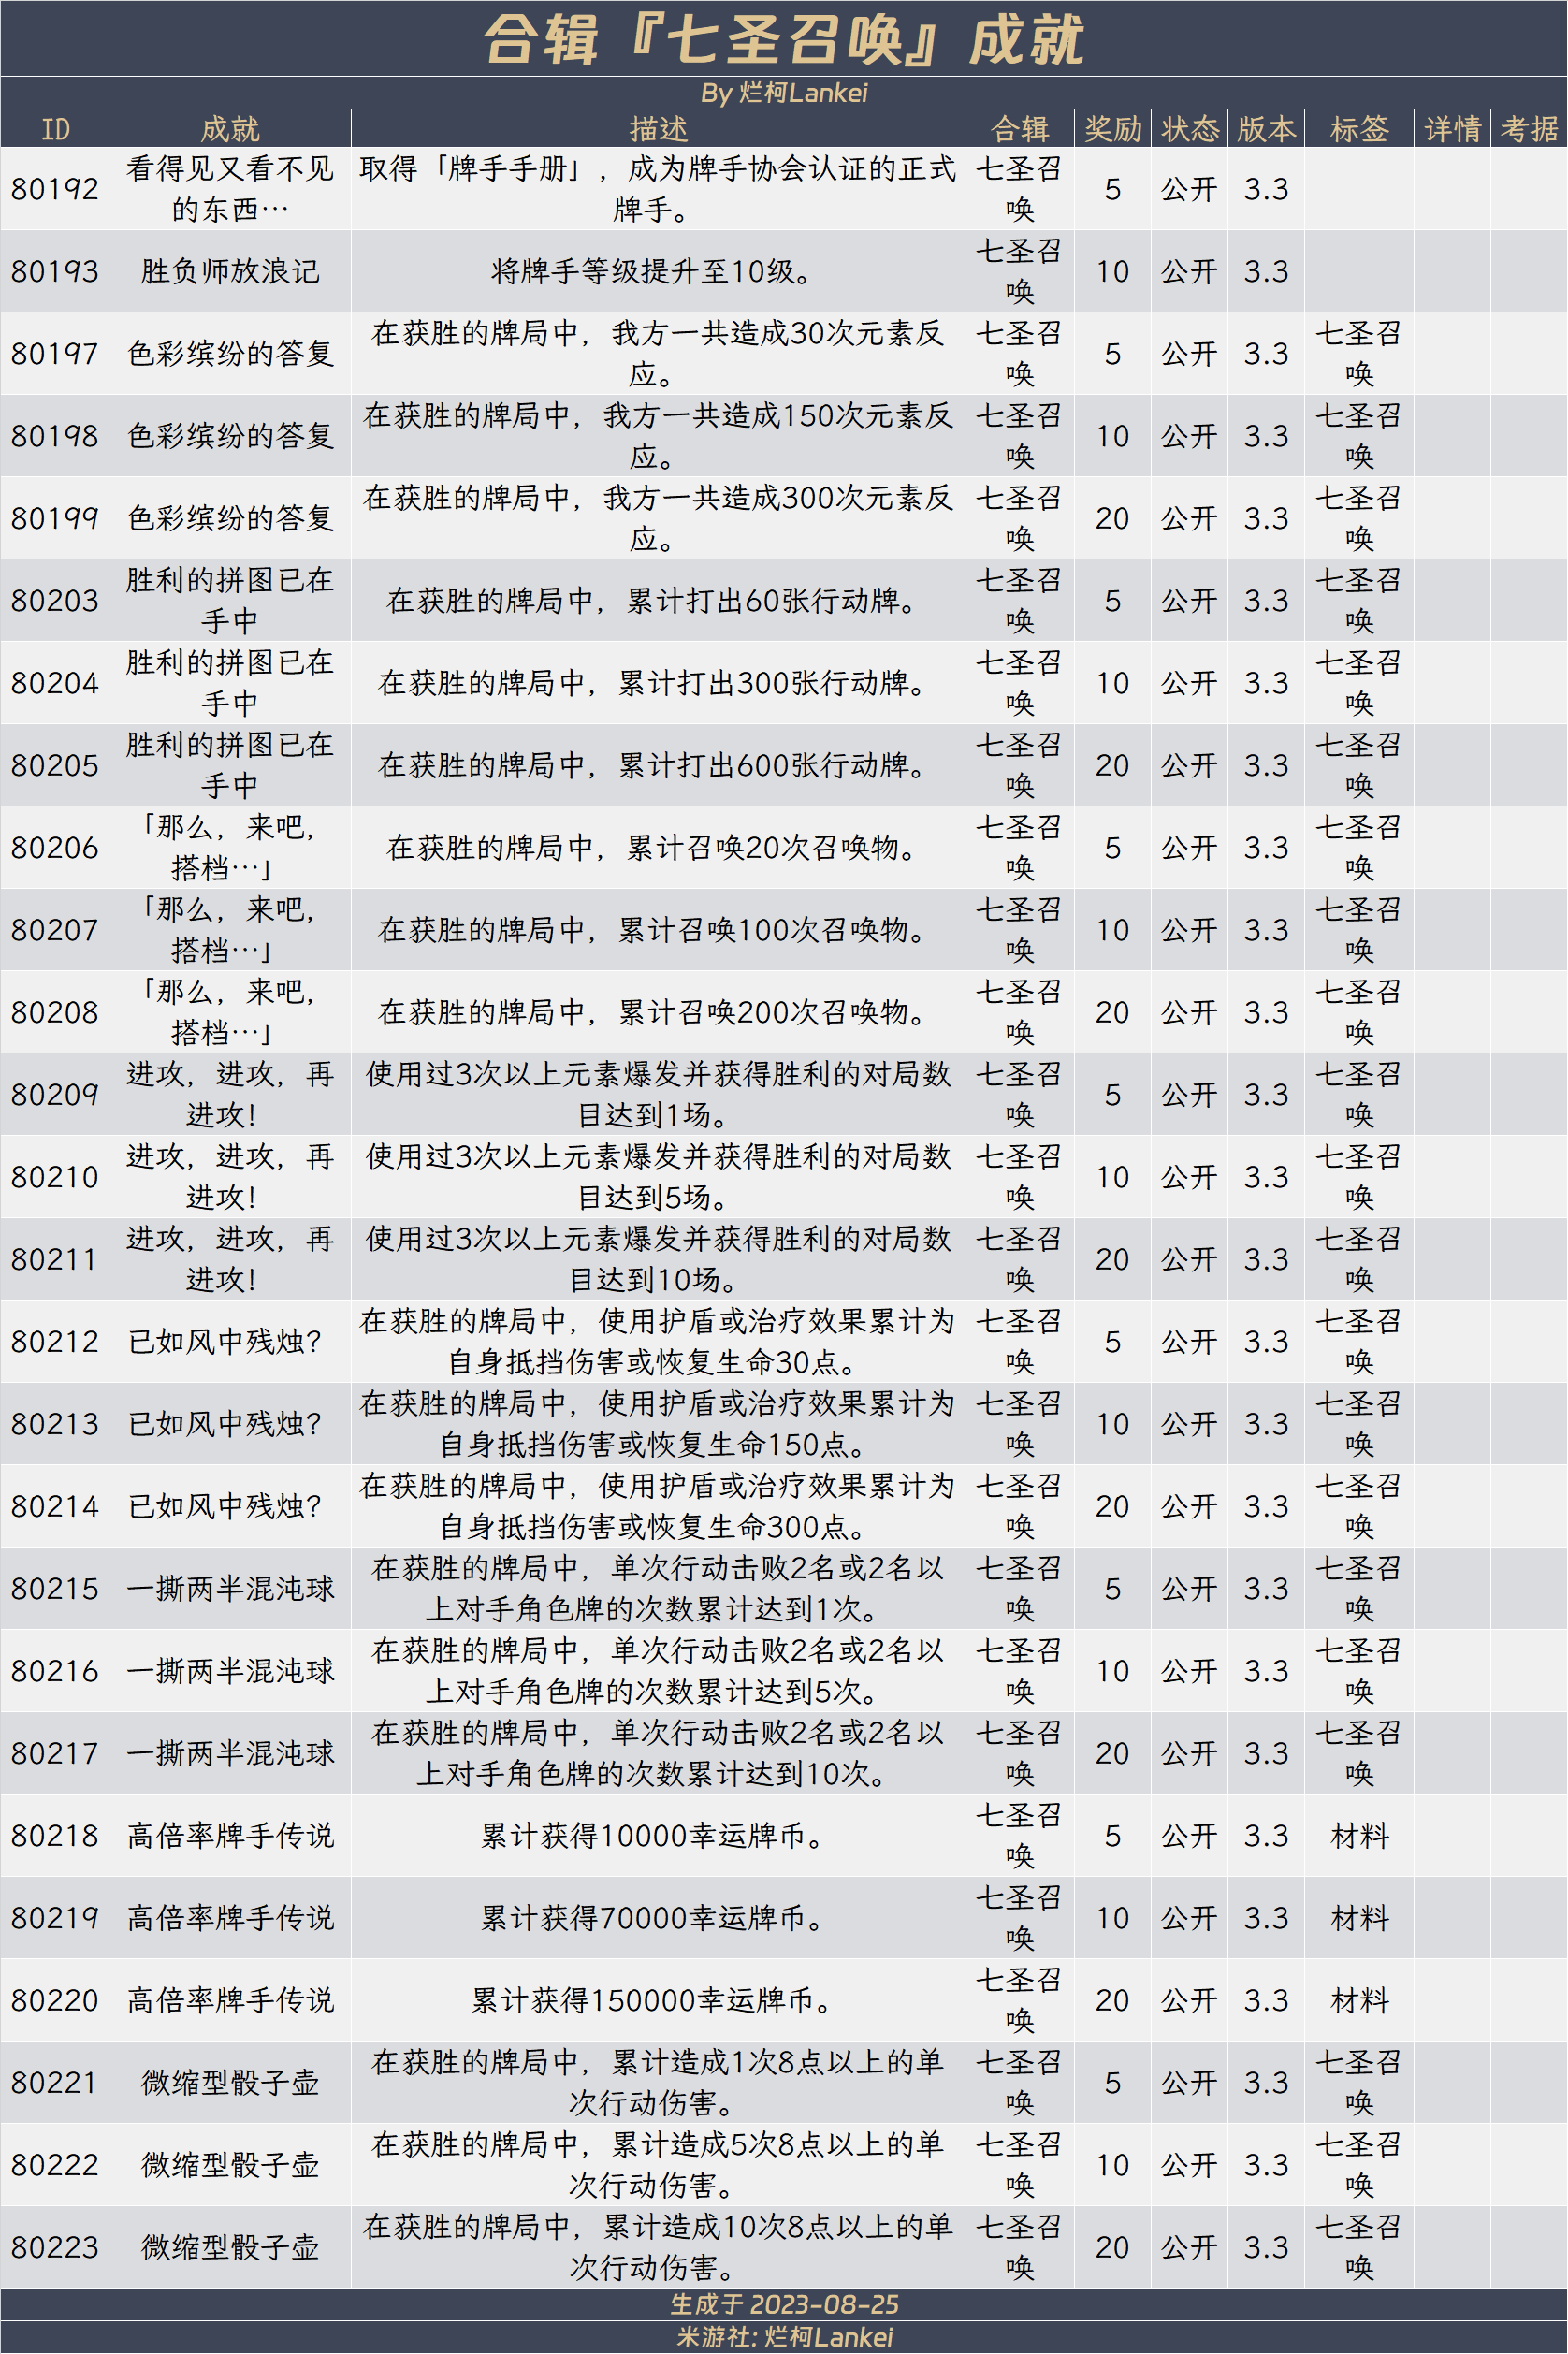 合辑『七圣召唤』成就
By 烂柯Lankei
ID 成就 描述 合辑 奖励 状态 版本 标签 详情 考据
80192 看得见又看不见的东西… 取得「牌手手册」，成为牌手协会认证的正式牌手。 七圣召唤 5 公开 3.3
80193 胜负师放浪记 将牌手等级提升至10级。 七圣召唤 10 公开 3.3
80197 色彩缤纷的答复 在获胜的牌局中，我方一共造成30次元素反应。 七圣召唤 5 公开 3.3 七圣召唤
80198 色彩缤纷的答复 在获胜的牌局中，我方一共造成150次元素反应。 七圣召唤 10 公开 3.3 七圣召唤
80199 色彩缤纷的答复 在获胜的牌局中，我方一共造成300次元素反应。 七圣召唤 20 公开 3.3 七圣召唤
80203 胜利的拼图已在手中 在获胜的牌局中，累计打出60张行动牌。 七圣召唤 5 公开 3.3 七圣召唤
80204 胜利的拼图已在手中 在获胜的牌局中，累计打出300张行动牌。 七圣召唤 10 公开 3.3 七圣召唤
80205 胜利的拼图已在手中 在获胜的牌局中，累计打出600张行动牌。 七圣召唤 20 公开 3.3 七圣召唤
80206 「那么，来吧，搭档…」 在获胜的牌局中，累计召唤20次召唤物。 七圣召唤 5 公开 3.3 七圣召唤
80207 「那么，来吧，搭档…」 在获胜的牌局中，累计召唤100次召唤物。 七圣召唤 10 公开 3.3 七圣召唤
80208 「那么，来吧，搭档…」 在获胜的牌局中，累计召唤200次召唤物。 七圣召唤 20 公开 3.3 七圣召唤
80209 进攻，进攻，再进攻！ 使用过3次以上元素爆发并获得胜利的对局数目达到1场。 七圣召唤 5 公开 3.3 七圣召唤
80210 进攻，进攻，再进攻！ 使用过3次以上元素爆发并获得胜利的对局数目达到5场。 七圣召唤 10 公开 3.3 七圣召唤
80211 进攻，进攻，再进攻！ 使用过3次以上元素爆发并获得胜利的对局数目达到10场。 七圣召唤 20 公开 3.3 七圣召唤
80212 已如风中残烛？ 在获胜的牌局中，使用护盾或治疗效果累计为自身抵挡伤害或恢复生命30点。 七圣召唤 5 公开 3.3 七圣召唤
80213 已如风中残烛？ 在获胜的牌局中，使用护盾或治疗效果累计为自身抵挡伤害或恢复生命150点。 七圣召唤 10 公开 3.3 七圣召唤
80214 已如风中残烛？ 在获胜的牌局中，使用护盾或治疗效果累计为自身抵挡伤害或恢复生命300点。 七圣召唤 20 公开 3.3 七圣召唤
80215 一撕两半混沌球 在获胜的牌局中，单次行动击败2名或2名以上对手角色牌的次数累计达到1次。 七圣召唤 5 公开 3.3 七圣召唤
80216 一撕两半混沌球 在获胜的牌局中，单次行动击败2名或2名以上对手角色牌的次数累计达到5次。 七圣召唤 10 公开 3.3 七圣召唤
80217 一撕两半混沌球 在获胜的牌局中，单次行动击败2名或2名以上对手角色牌的次数累计达到10次。 七圣召唤 20 公开 3.3 七圣召唤
80218 高倍率牌手传说 累计获得10000幸运牌币。 七圣召唤 5 公开 3.3 材料
80219 高倍率牌手传说 累计获得70000幸运牌币。 七圣召唤 10 公开 3.3 材料
80220 高倍率牌手传说 累计获得150000幸运牌币。 七圣召唤 20 公开 3.3 材料
80221 微缩型骰子壶 在获胜的牌局中，累计造成1次8点以上的单次行动伤害。 七圣召唤 5 公开 3.3 七圣召唤
80222 微缩型骰子壶 在获胜的牌局中，累计造成5次8点以上的单次行动伤害。 七圣召唤 10 公开 3.3 七圣召唤
80223 微缩型骰子壶 在获胜的牌局中，累计造成10次8点以上的单次行动伤害。 七圣召唤 20 公开 3.3 七圣召唤
生成于 2023-08-25
米游社: 烂柯Lankei